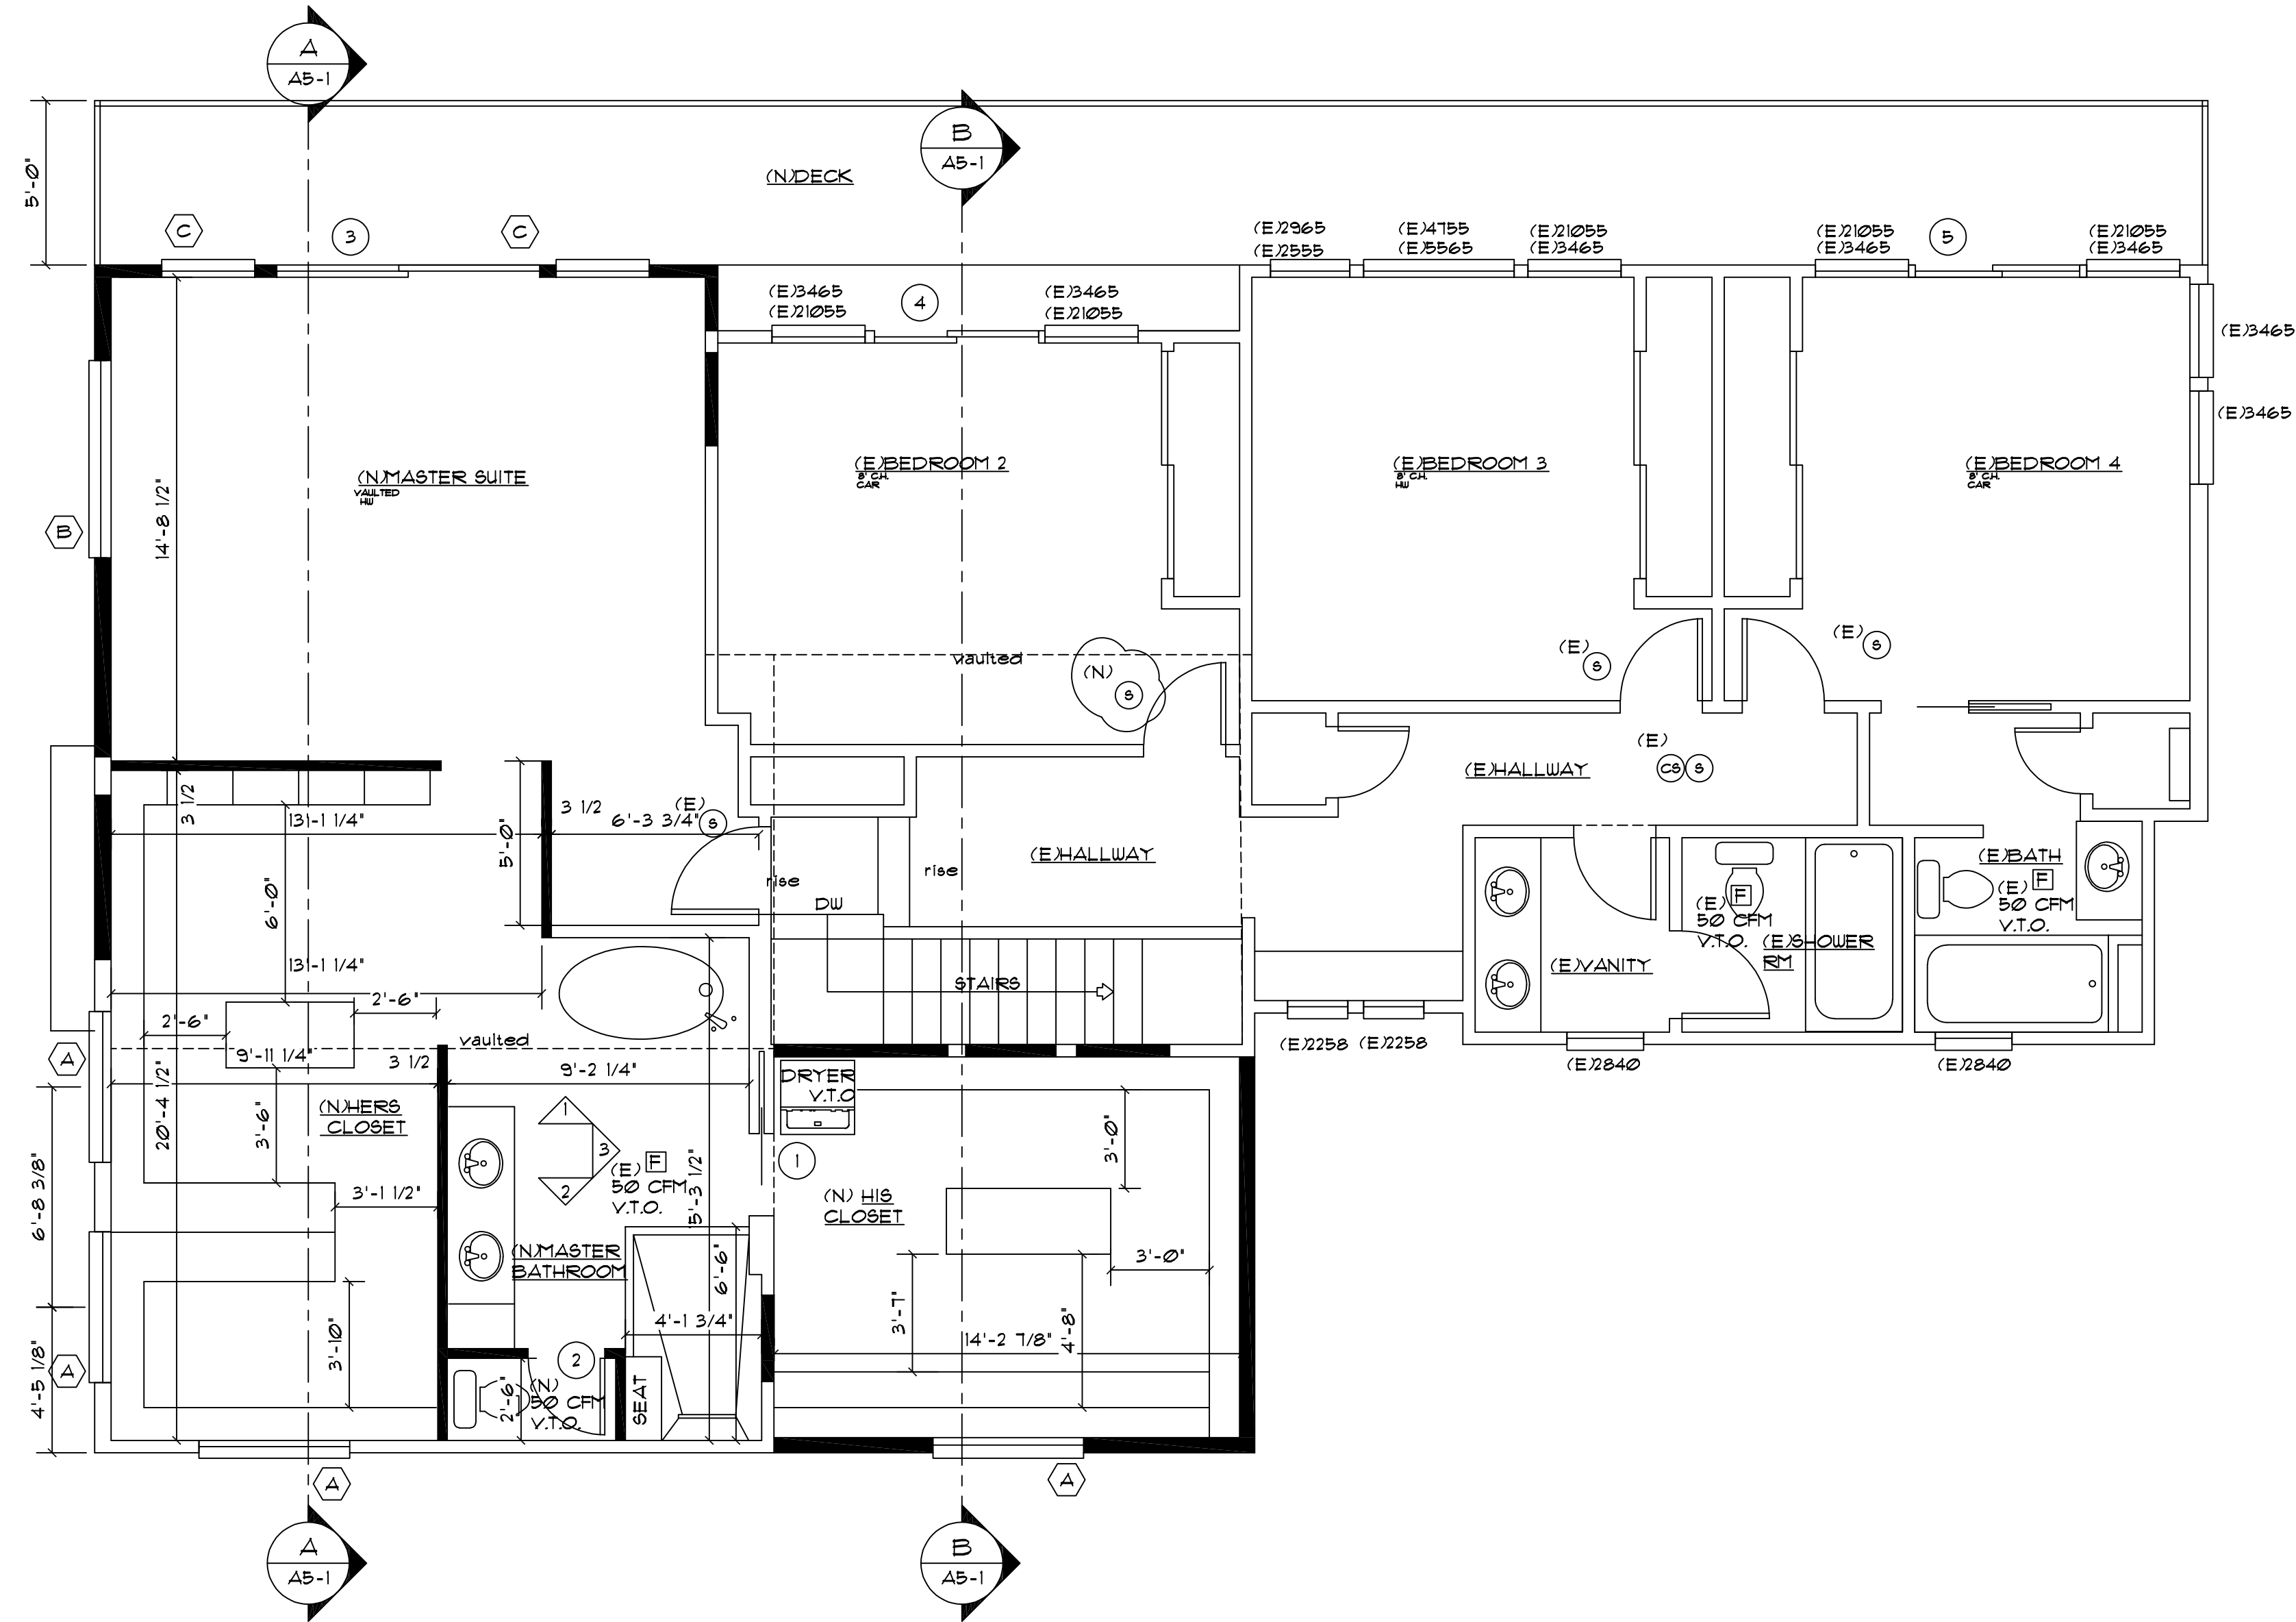 A
A5-1
B
A5-1
5'-0"
(N)DECK
C
3
C
(E)2965
(E)2555
(E)4755
(E)5565
(E)21055
(E)3465
(E)21055
(E)3465
5
(E)21055
(E)3465
(E)3465
(E)21055
4
(E)3465
(E)21055
(E)3465
(E)3465
(N)MASTER SUITE
VAULTED
HW
(E)BEDROOM 2
8' C.H.
CAR
(E)BEDROOM 3
8' C.H.
HW
(E)BEDROOM 4
8' C.H.
CAR
14'-8 1/2"
B
vaulted
(N)
S
(E)
S
(E)
S
(E)
CS
S
(E)HALLWAY
3 1/2
13'-1 1/4"
5'-0"
3 1/2
6'-3 3/4"
(E)
S
6'-0"
(E)HALLWAY
rise
rise
DW
STAIRS
(E)VANITY
(E)
F
50 CFM
V.T.O.
(E)SHOWER
RM
(E)BATH
(E)
F
50 CFM
V.T.O.
13'-1 1/4"
2'-6"
2'-6"
vaulted
9'-11 1/4"
3 1/2
9'-2 1/4"
(E)2258
(E)2258
(E)2840
(E)2840
A
20'-4 1/2"
3'-6"
(N)HERS
CLOSET
DRYER
V.T.O
1
3
2
(E)
F
50 CFM
V.T.O.
15'-3 1/2"
1
3'-0"
(N) HIS
CLOSET
6'-8 3/8"
3'-1 1/2"
(N)MASTER
BATHROOM
6'-6"
3'-0"
3'-7"
14'-2 7/8"
4'-8"
4'-1 3/4"
3'-10"
4'-5 1/8"
A
2
2'-6"
(N)
50 CFM
V.T.O.
SEAT
A
A
A
A5-1
B
A5-1